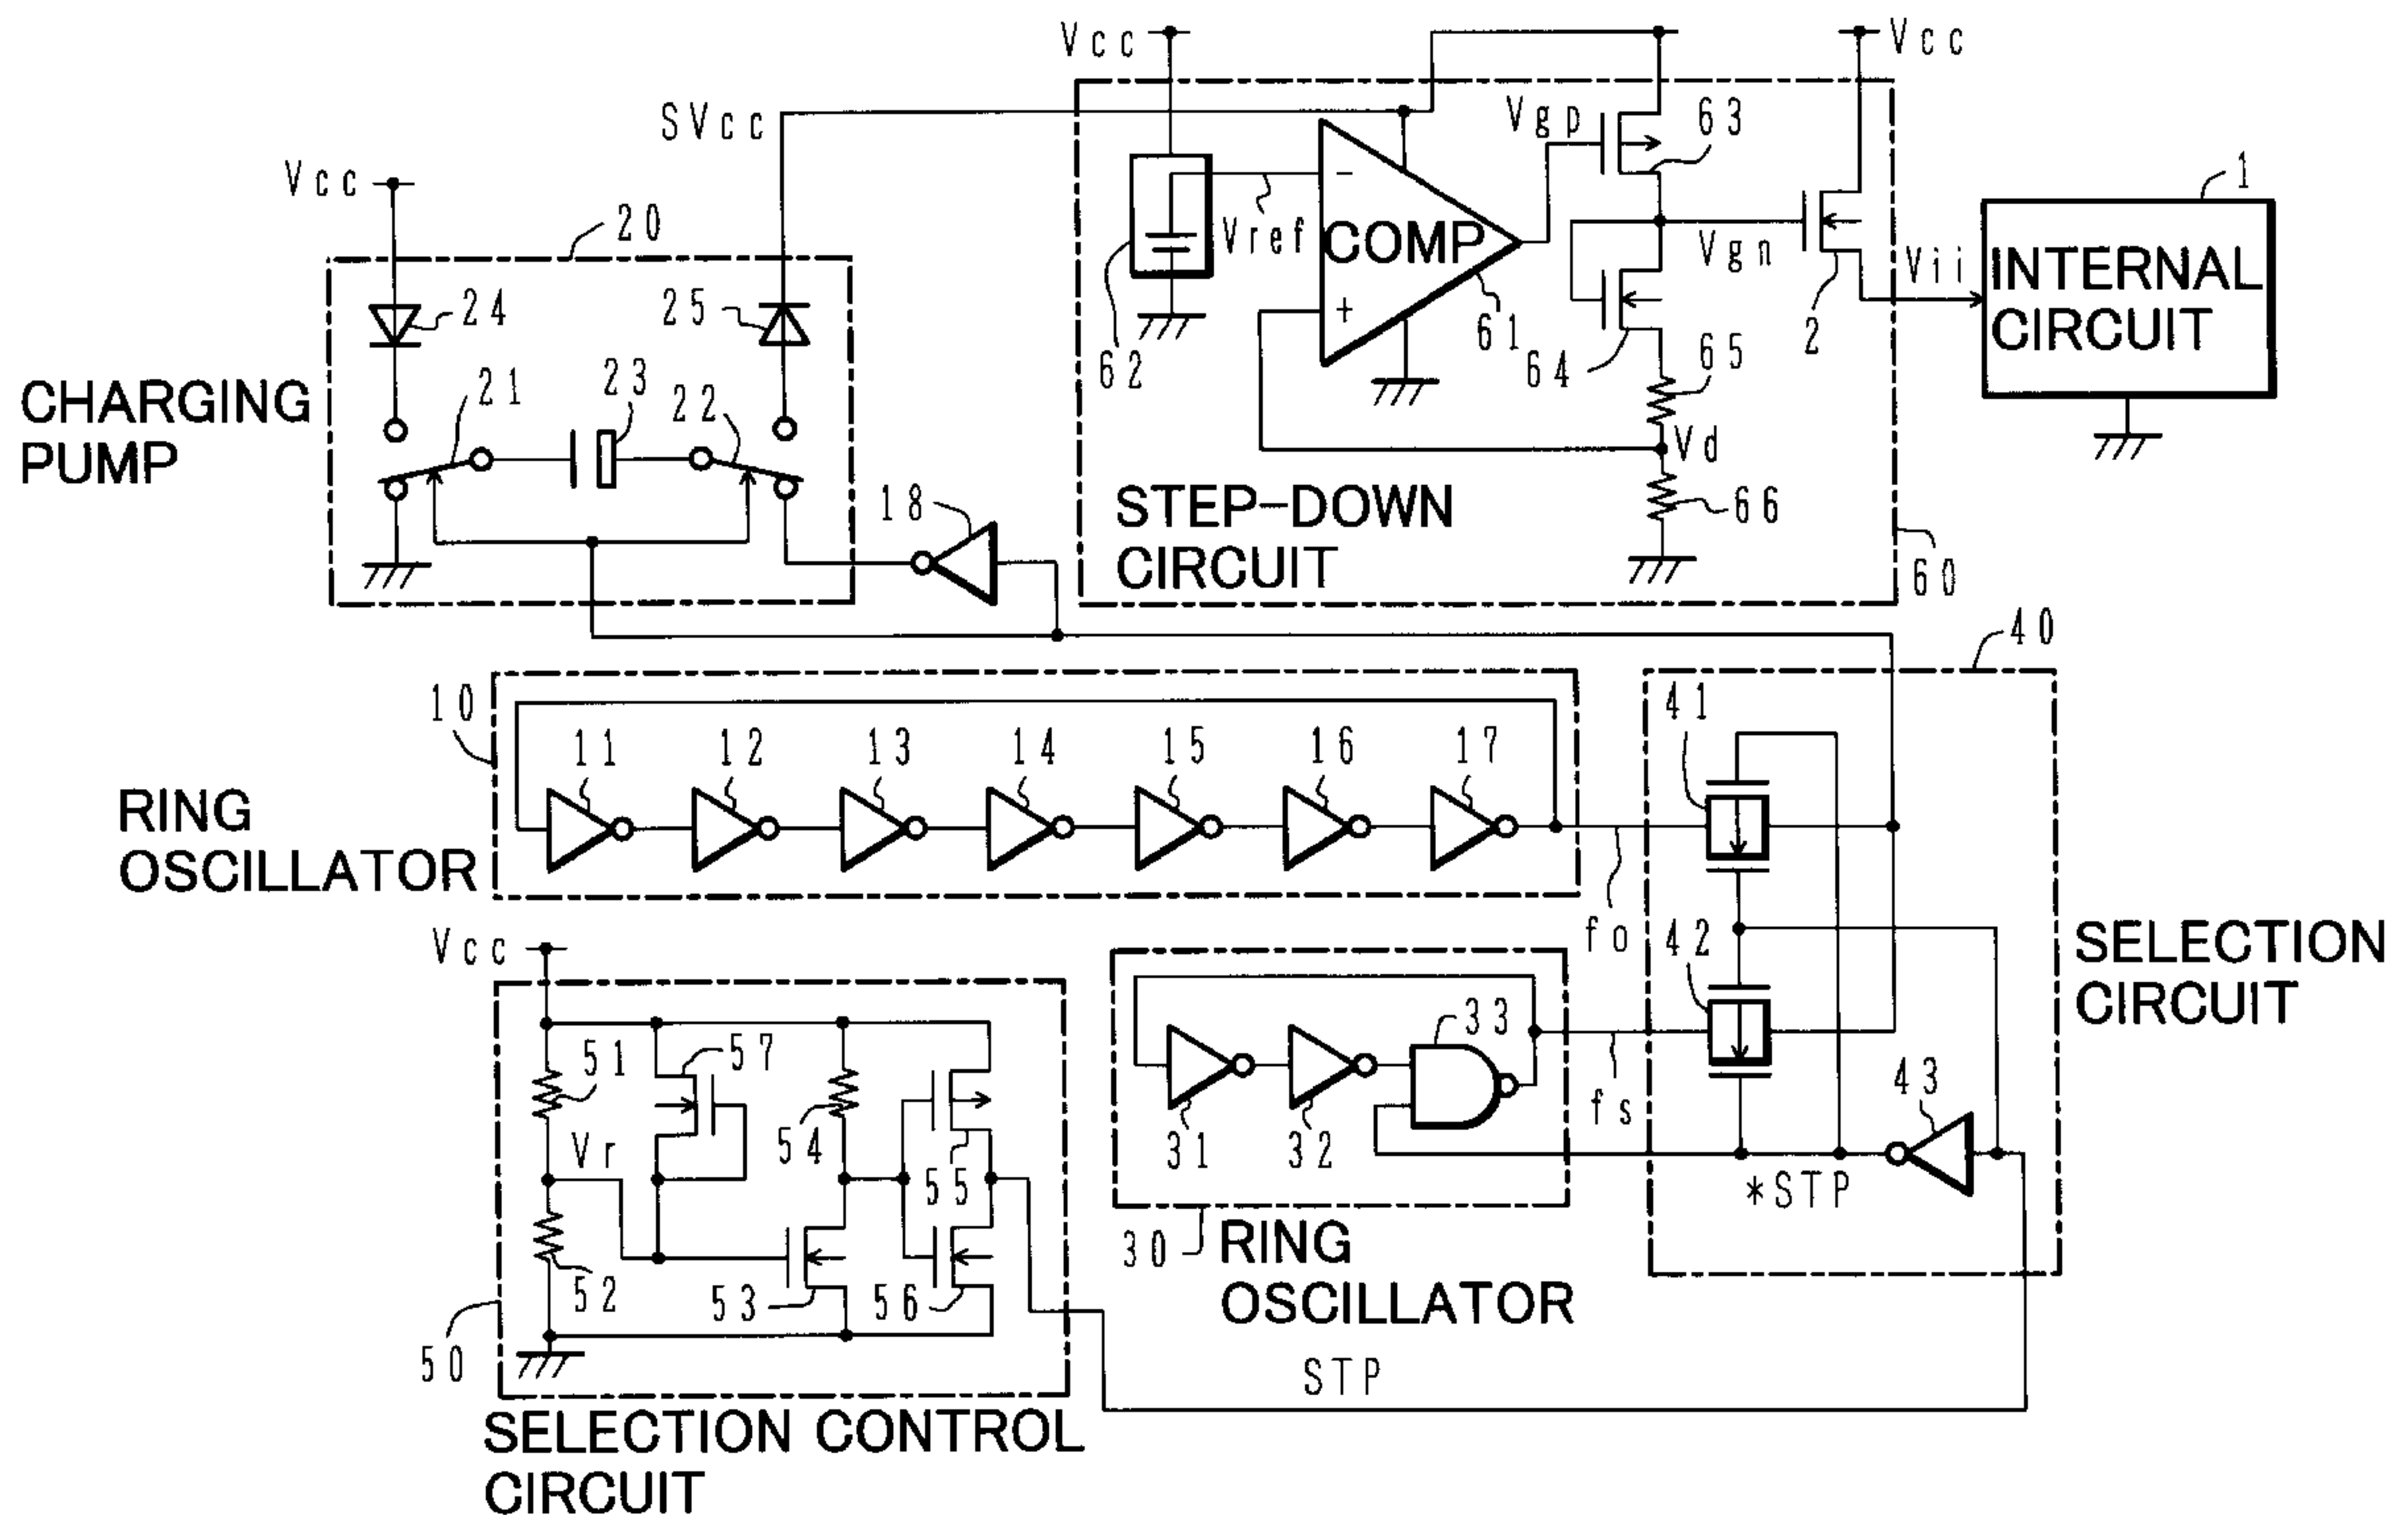 Vcc
Vcc
SVcc
Vgp
63
1
Vcc
20
Vref
COMP
Vgn
Vii
INTERNAL
CIRCUIT
24
25
62
61
64
65
2
−
+
CHARGING
PUMP
21
23
22
Vd
18
STEP-DOWN
CIRCUIT
66
60
40
10
11
12
13
14
15
16
17
41
RING
OSCILLATOR
fo
42
SELECTION
CIRCUIT
Vcc
51
57
54
55
Vr
33
fs
43
31
32
*STP
52
53
56
30
RING
OSCILLATOR
50
STP
SELECTION CONTROL
CIRCUIT